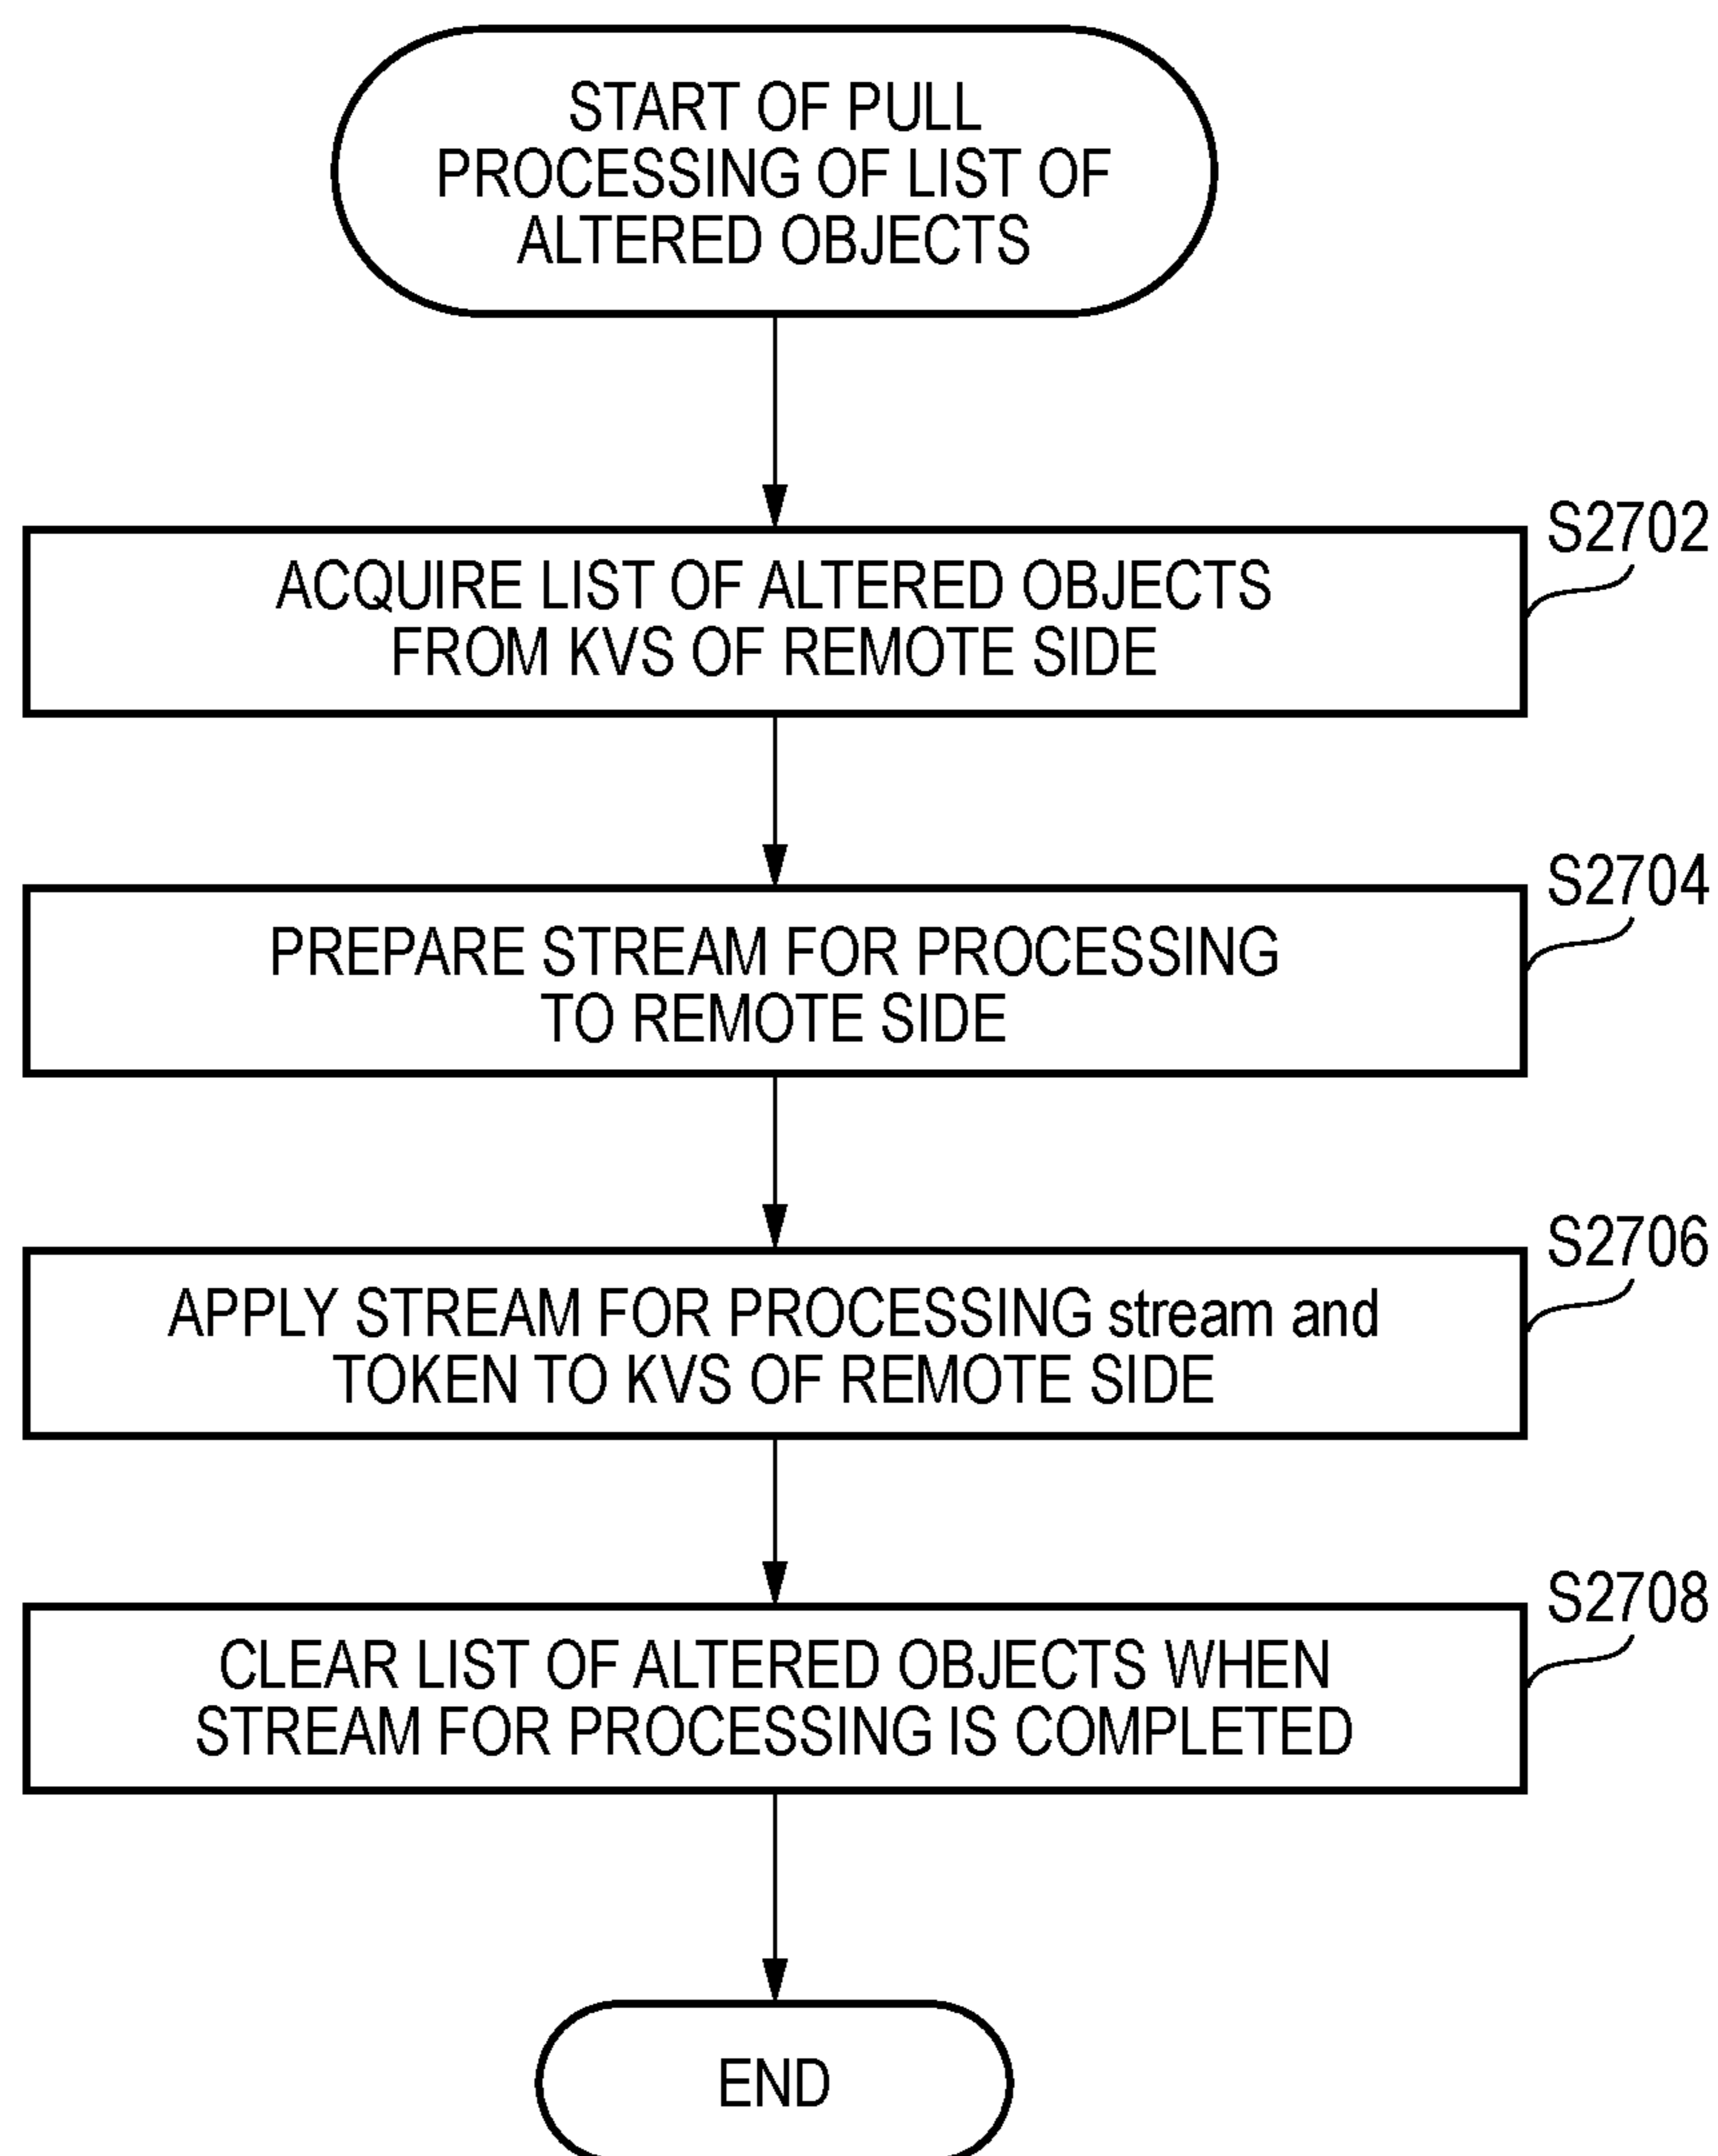 START OF PULL
PROCESSING OF LIST OF
ALTERED OBJECTS
S2702
ACQUIRE LIST OF ALTERED OBJECTS
FROM KVS OF REMOTE SIDE
S2704
PREPARE STREAM FOR PROCESSING
TO REMOTE SIDE
S2706
APPLY STREAM FOR PROCESSING stream and
TOKEN TO KVS OF REMOTE SIDE
S2708
CLEAR LIST OF ALTERED OBJECTS WHEN
STREAM FOR PROCESSING IS COMPLETED
END